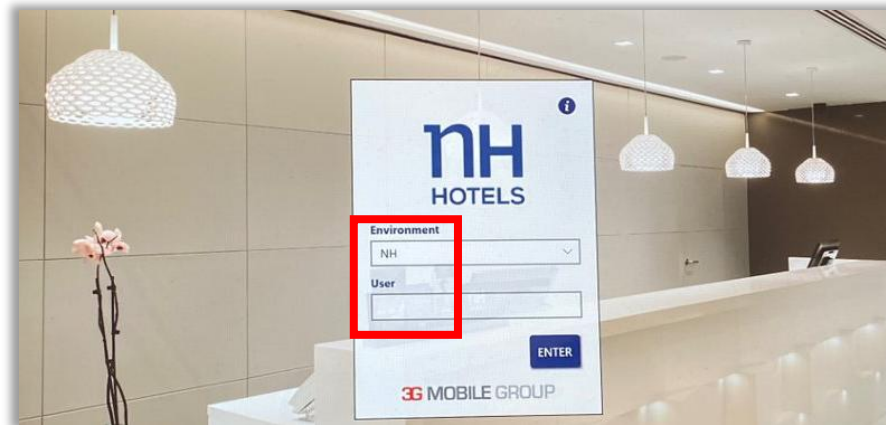 nH
HOTELS
Environment
NH
User
ENTER
3G MOBILE GROUP